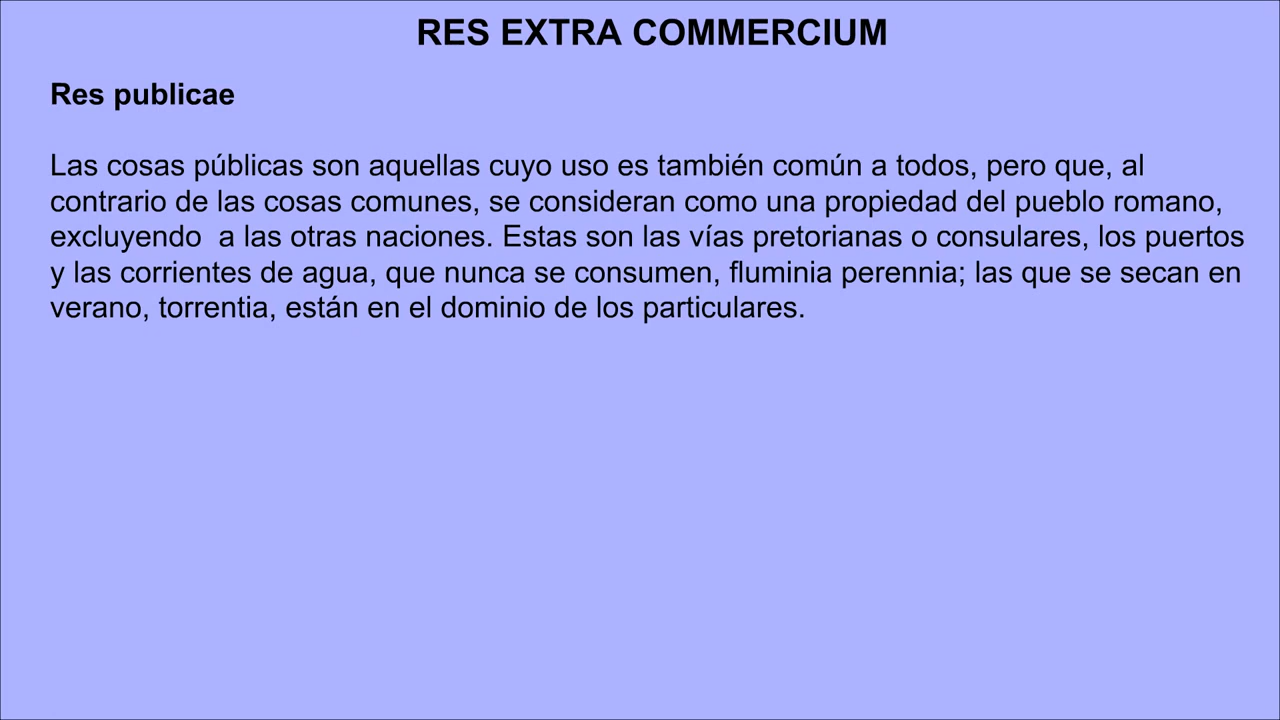 RES EXTRA COMMERCIUM
Res publicae
Las cosas públicas son aquellas cuyo uso es también común a todos, pero que, al
contrario de las cosas comunes, se consideran como una propiedad del pueblo romano,
excluyendo  a las otras naciones. Estas son las vías pretorianas o consulares, los puertos
y las corrientes de agua, que nunca se consumen, fluminia perennia; las que se secan en
verano, torrentia, están en el dominio de los particulares.